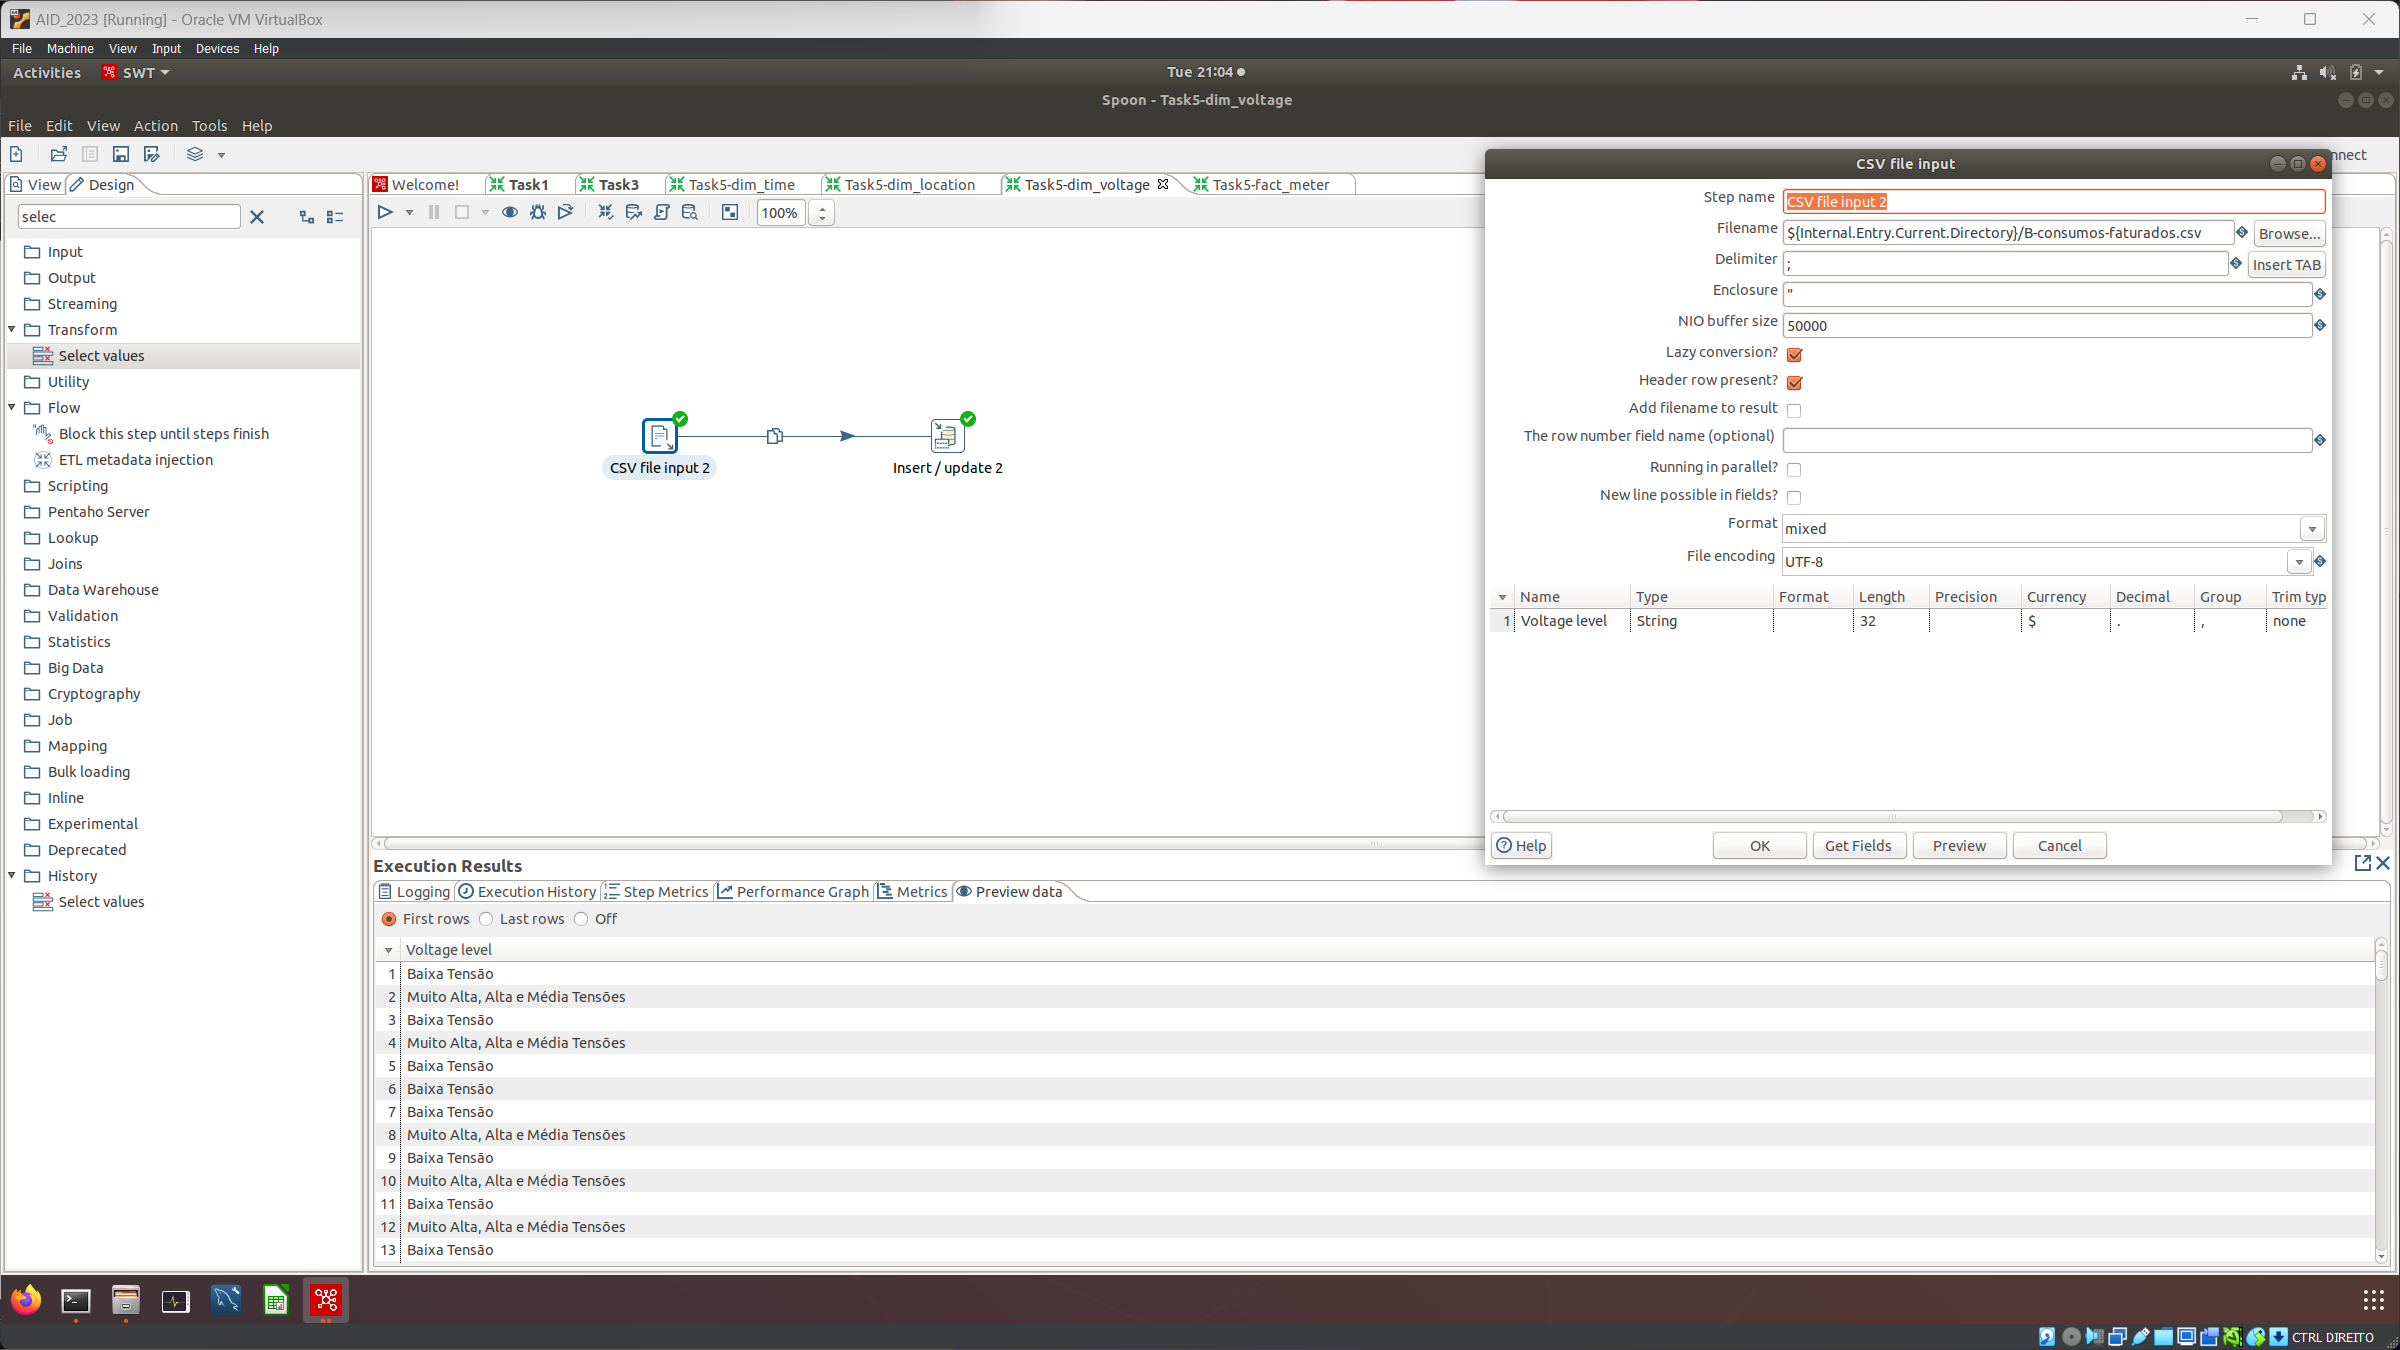 AID_2023 [Running] - Oracle VM VirtualBox
File Machine View Input Devices Help
Activities SWT Tue 21:04
Spoon - Task5-dim_voltage
File Edit View Action Tools Help
nnect
View Design
Welcome! Task1 Task3 Task5-dim_time Task5-dim_location Task5-dim_voltage Task5-fact_meter
selec
100%
Input
Output
Streaming
Transform
Select values
Utility
Flow
Block this step until steps finish
ETL metadata injection
Scripting
Pentaho Server
Lookup
Joins
Data Warehouse
Validation
Statistics
Big Data
Cryptography
Job
Mapping
Bulk loading
Inline
Experimental
Deprecated
History
Select values
CSV file input 2
Insert / update 2
CSV file input
Step name CSV file input 2
Filename ${Internal.Entry.Current.Directory}/B-consumos-faturados.csv Browse...
Delimiter ; Insert TAB
Enclosure "
NIO buffer size 50000
Lazy conversion?
Header row present?
Add filename to result
The row number field name (optional)
Running in parallel?
New line possible in fields?
Format mixed
File encoding UTF-8
Name Type Format Length Precision Currency Decimal Group Trim typ
1 Voltage level String 32 $ . , none
Help OK Get Fields Preview Cancel
Execution Results
Logging Execution History Step Metrics Performance Graph Metrics Preview data
First rows Last rows Off
Voltage level
1 Baixa Tensão
2 Muito Alta, Alta e Média Tensões
3 Baixa Tensão
4 Muito Alta, Alta e Média Tensões
5 Baixa Tensão
6 Baixa Tensão
7 Baixa Tensão
8 Muito Alta, Alta e Média Tensões
9 Baixa Tensão
10 Muito Alta, Alta e Média Tensões
11 Baixa Tensão
12 Muito Alta, Alta e Média Tensões
13 Baixa Tensão
CTRL DIREITO